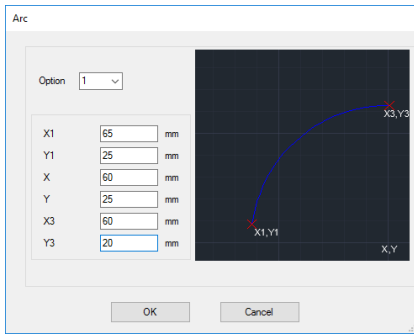 Arc
Option 1
X1 65 mm
Y1 25 mm
X 60 mm
Y 25 mm
X3 60 mm
Y3 20 mm
X3,Y3
X1,Y1
X,Y
OK Cancel